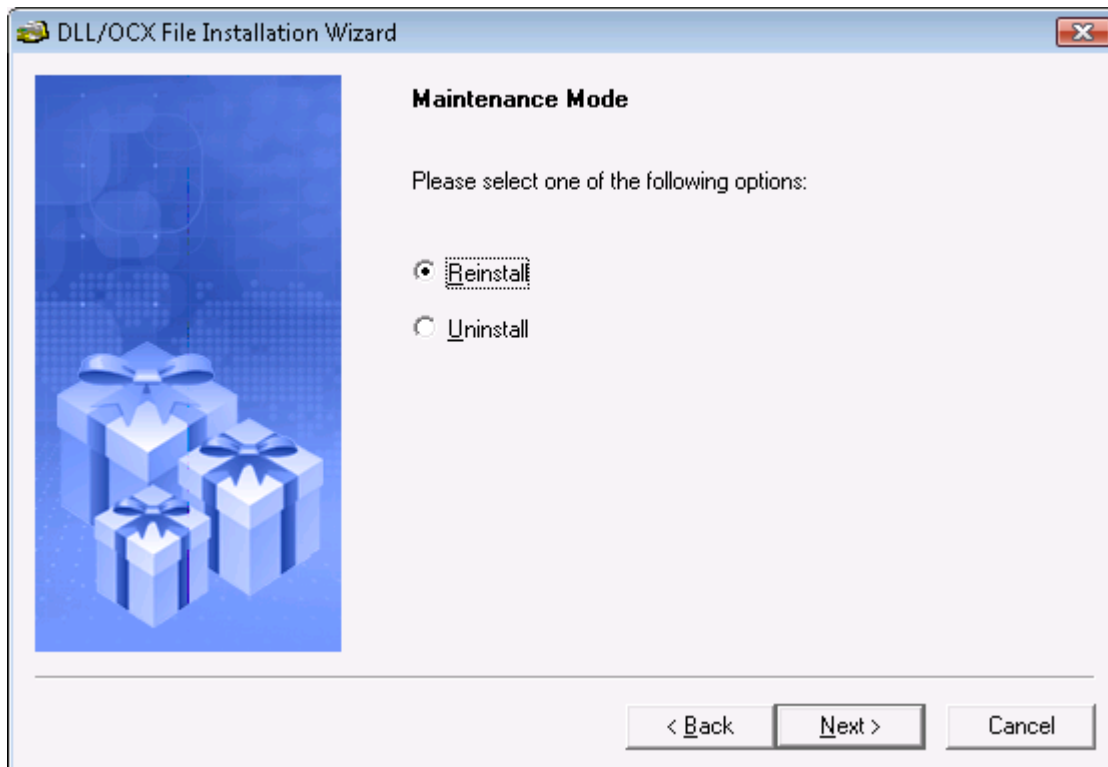 DLL/OCX File Installation Wizard
Maintenance Mode
Please select one of the following options:
Reinstall
Uninstall
< Back
Next >
Cancel